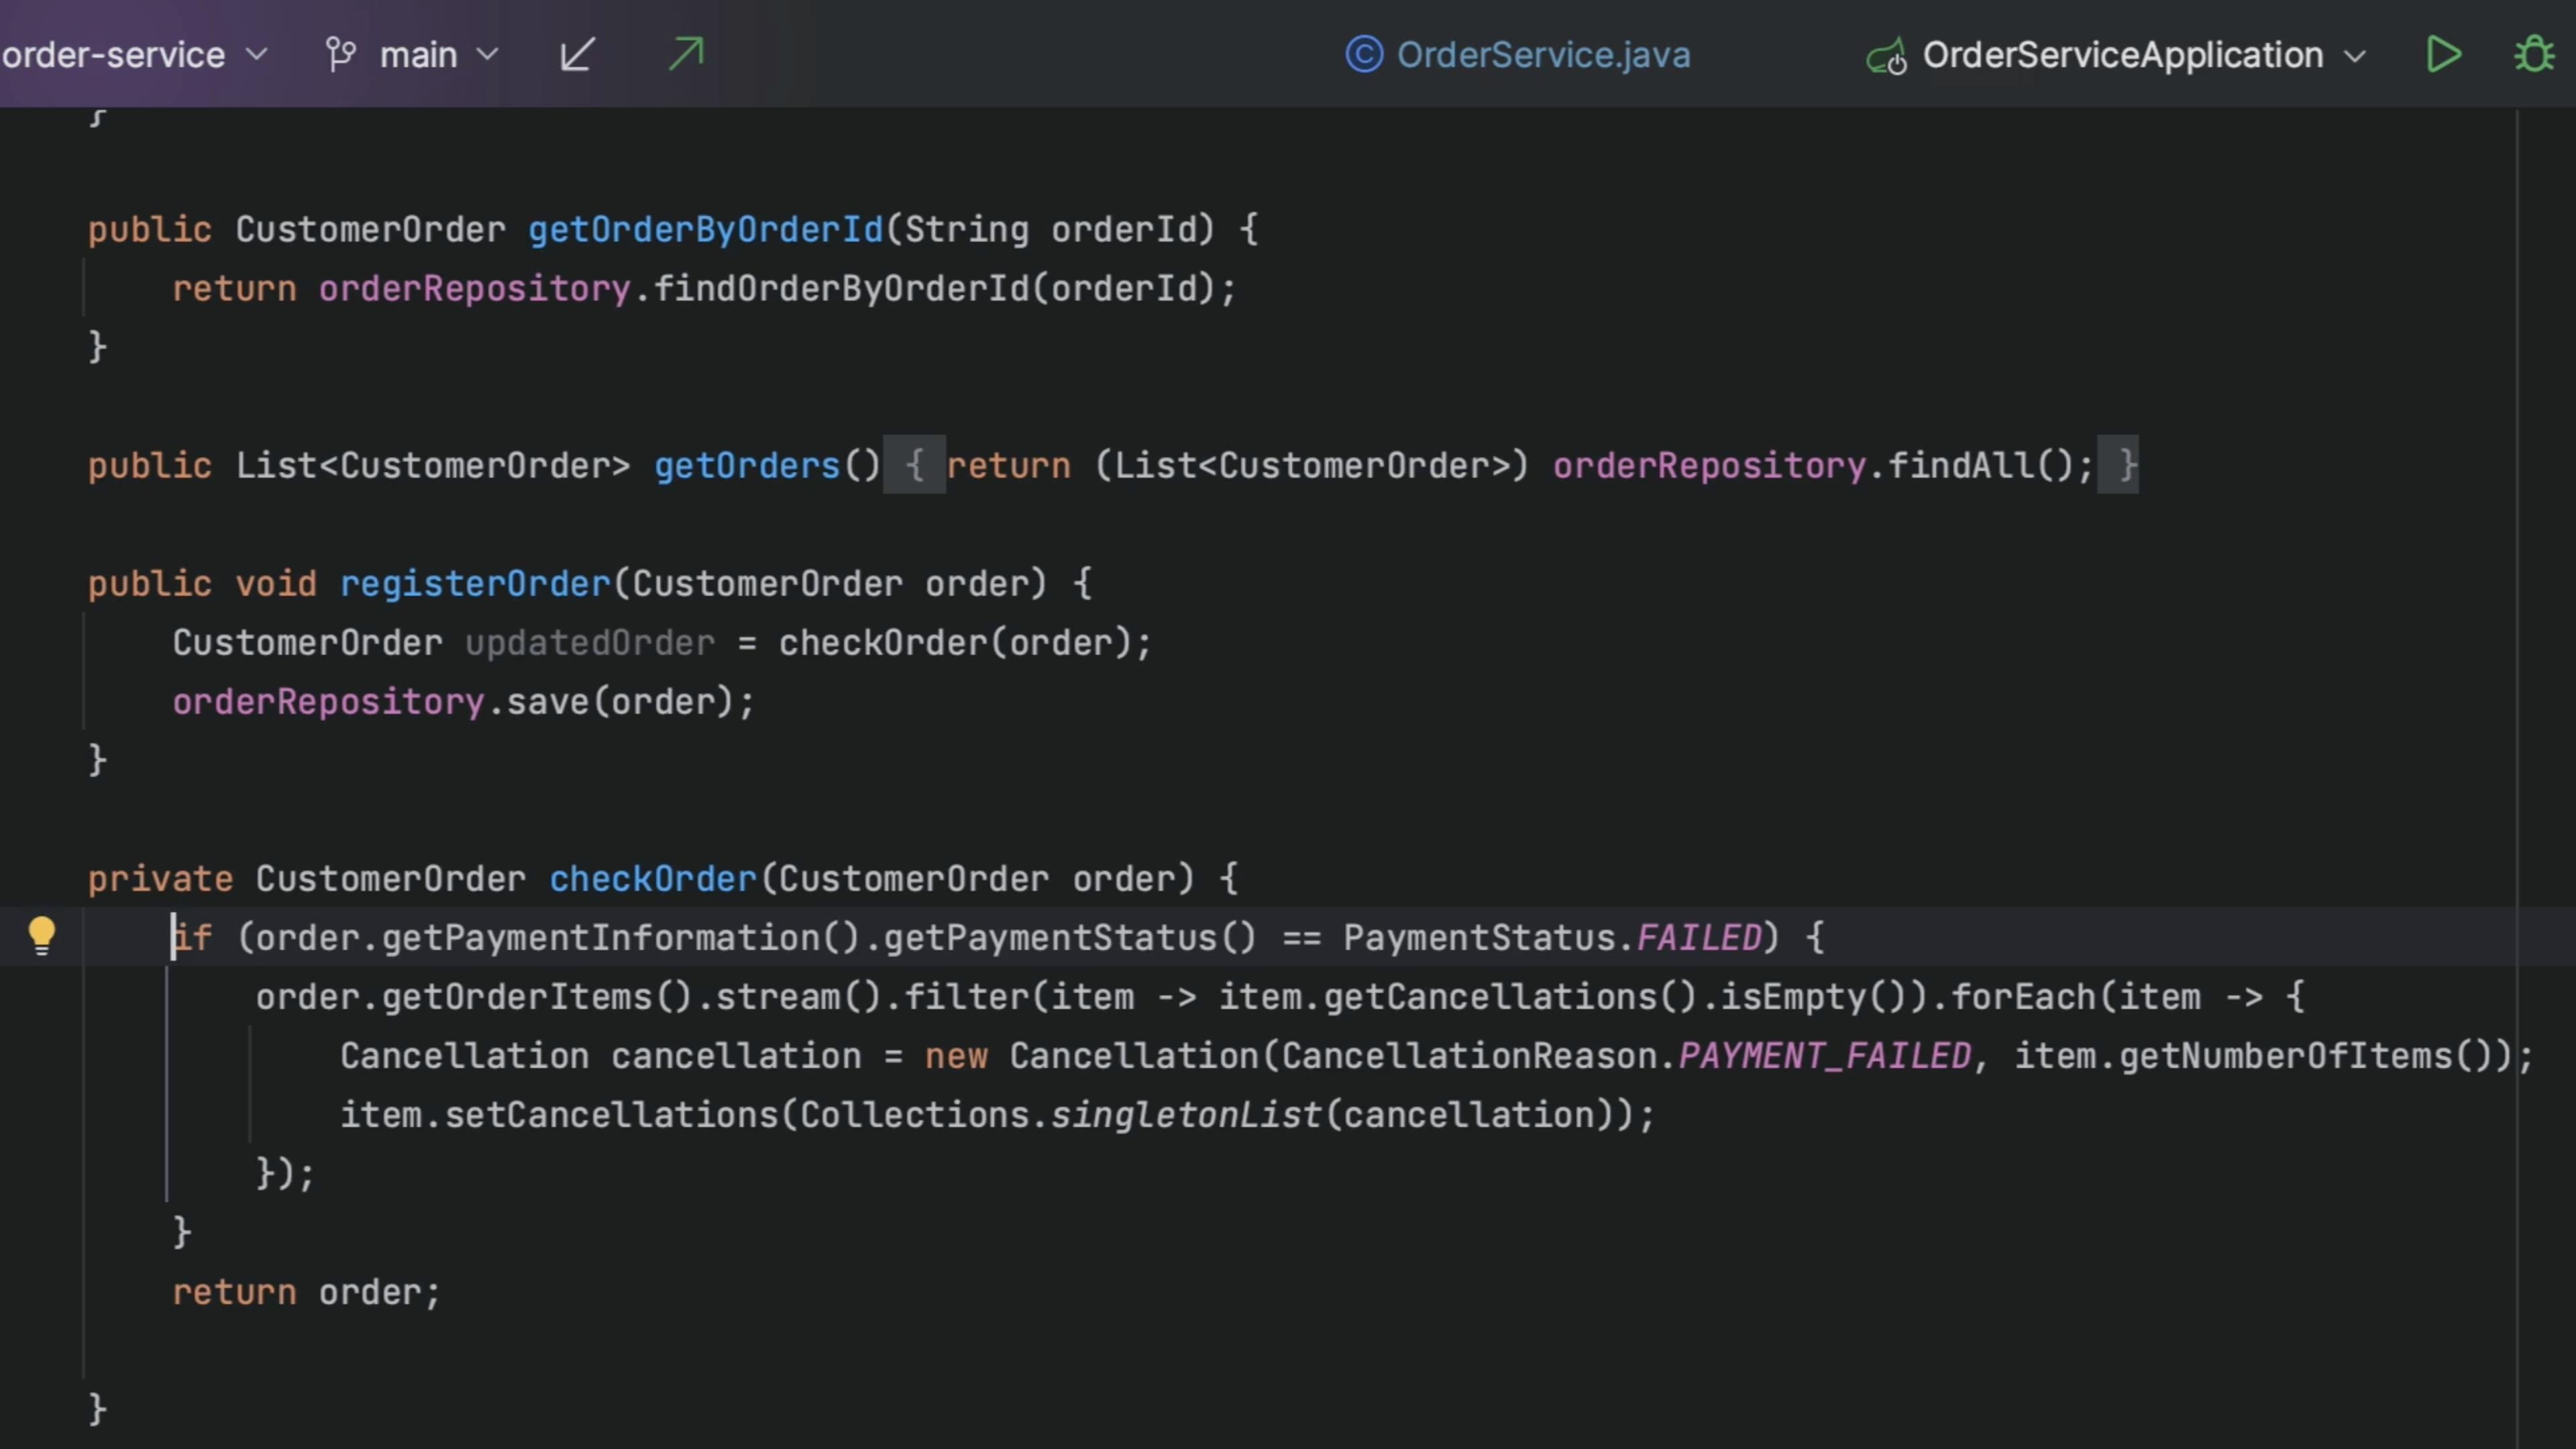 order-service main OrderService.java OrderServiceApplication
}
public CustomerOrder getOrderByOrderId(String orderId) {
return orderRepository.findOrderByOrderId(orderId);
}
public List<CustomerOrder> getOrders() { return (List<CustomerOrder>) orderRepository.findAll(); }
public void registerOrder(CustomerOrder order) {
CustomerOrder updatedOrder = checkOrder(order);
orderRepository.save(order);
}
private CustomerOrder checkOrder(CustomerOrder order) {
if (order.getPaymentInformation().getPaymentStatus() == PaymentStatus.FAILED) {
order.getOrderItems().stream().filter(item -> item.getCancellations().isEmpty()).forEach(item -> {
Cancellation cancellation = new Cancellation(CancellationReason.PAYMENT_FAILED, item.getNumberOfItems());
item.setCancellations(Collections.singletonList(cancellation));
});
}
return order;
}